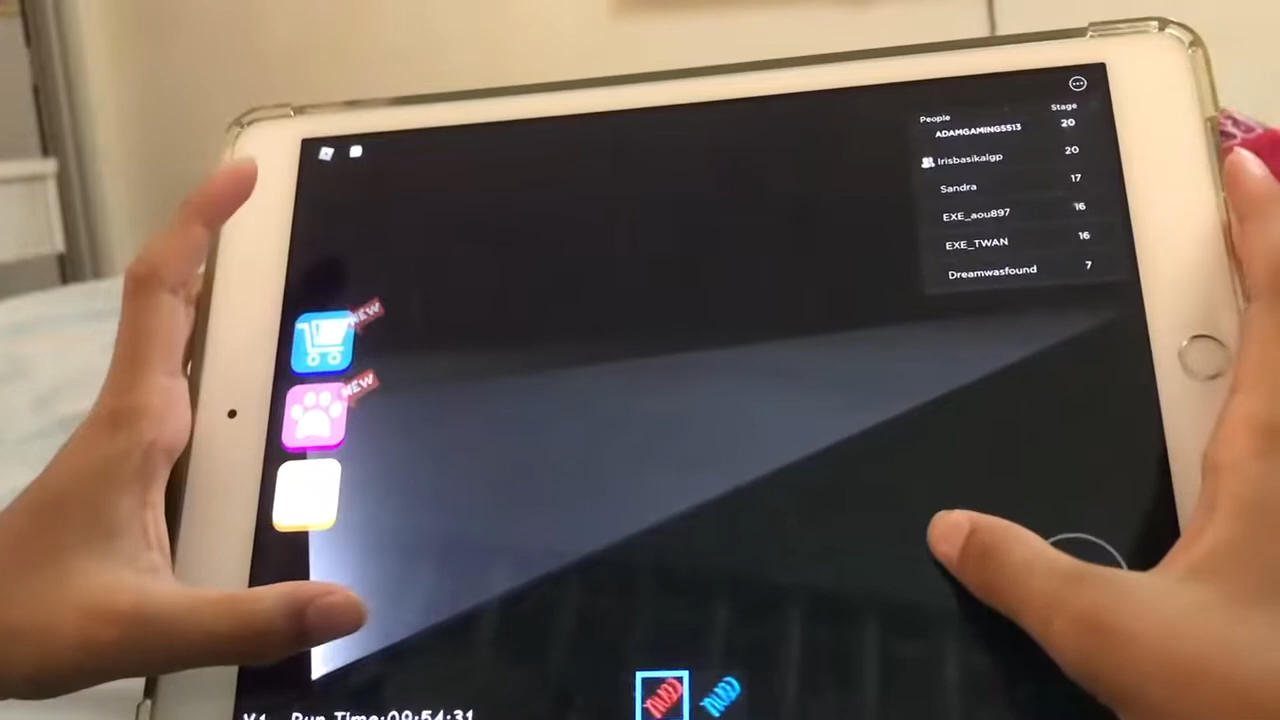 People Stage
ADAMGAMING5513 20
Irisbasikalgp 20
Sandra 17
EXE_aou897 16
EXE_TWAN 16
Dreamwasfound 7
NEW
NEW
V1 Run Time:09:54:31